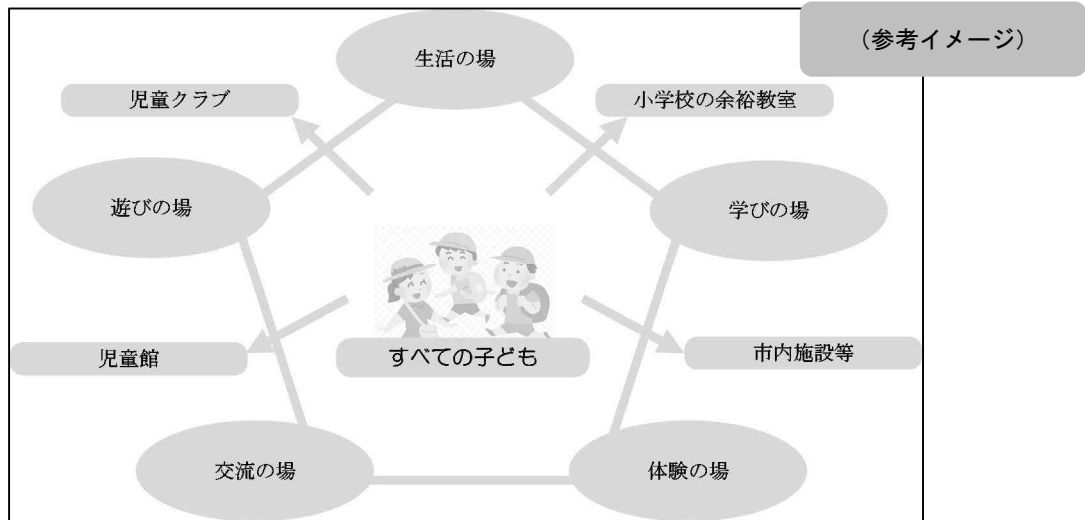 （参考イメージ）
生活の場
児童クラブ
小学校の余裕教室
遊びの場
学びの場
すべての子ども
児童館
市内施設等
交流の場
体験の場